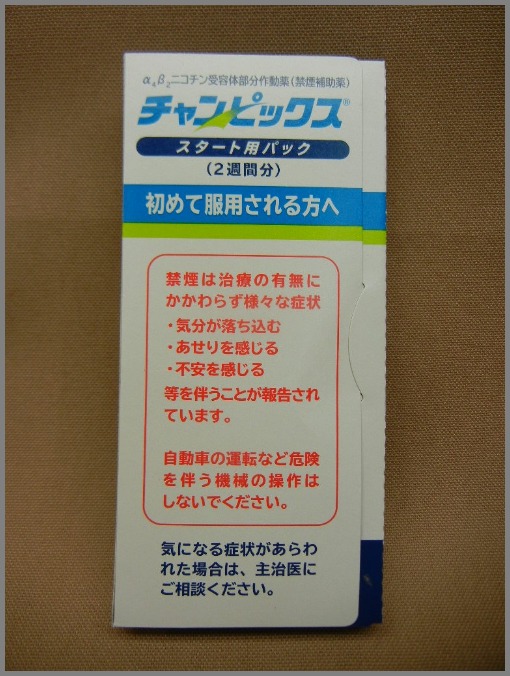 α₄β₂ニコチン受容体部分作動薬(禁煙補助薬)
チャンピックス®
スタート用パック
(2週間分)
初めて服用される方へ
禁煙は治療の有無に
かかわらず様々な症状
・気分が落ち込む
・あせりを感じる
・不安を感じる
等を伴うことが報告され
ています。
自動車の運転など危険
を伴う機械の操作は
しないでください。
気になる症状があらわ
れた場合は、主治医に
ご相談ください。